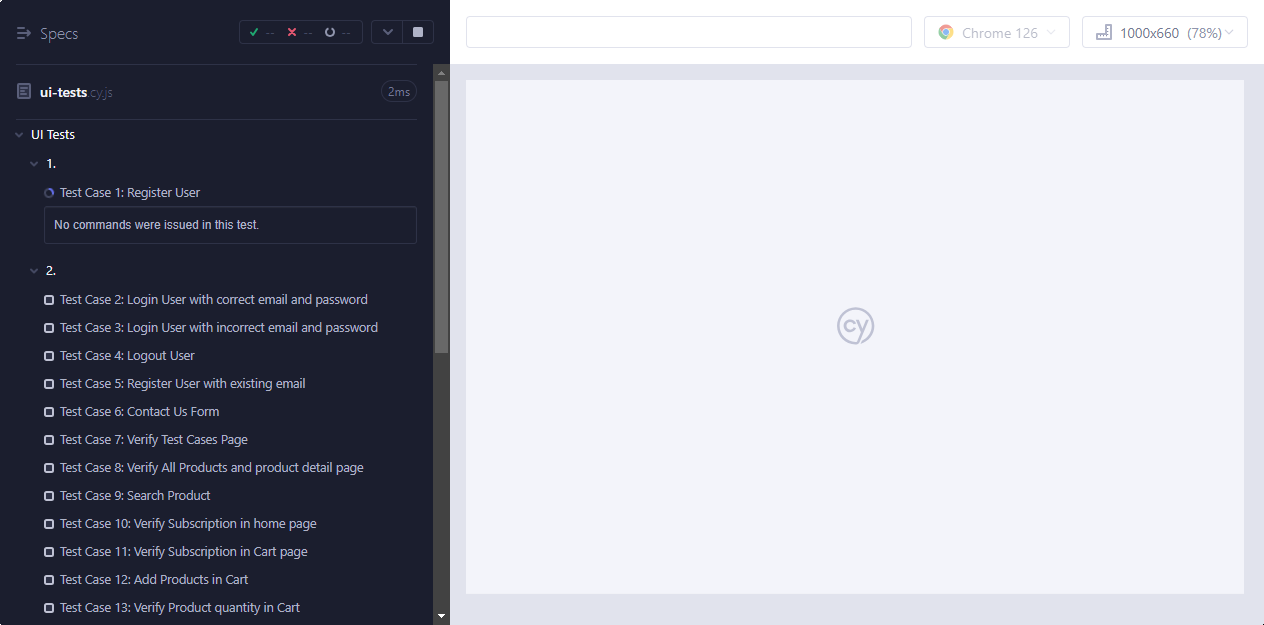 Specs
-- -- --
ui-tests.cy.js
2ms
UI Tests
1.
Test Case 1: Register User
No commands were issued in this test.
2.
Test Case 2: Login User with correct email and password
Test Case 3: Login User with incorrect email and password
Test Case 4: Logout User
Test Case 5: Register User with existing email
Test Case 6: Contact Us Form
Test Case 7: Verify Test Cases Page
Test Case 8: Verify All Products and product detail page
Test Case 9: Search Product
Test Case 10: Verify Subscription in home page
Test Case 11: Verify Subscription in Cart page
Test Case 12: Add Products in Cart
Test Case 13: Verify Product quantity in Cart
Chrome 126
1000x660 (78%)
cy